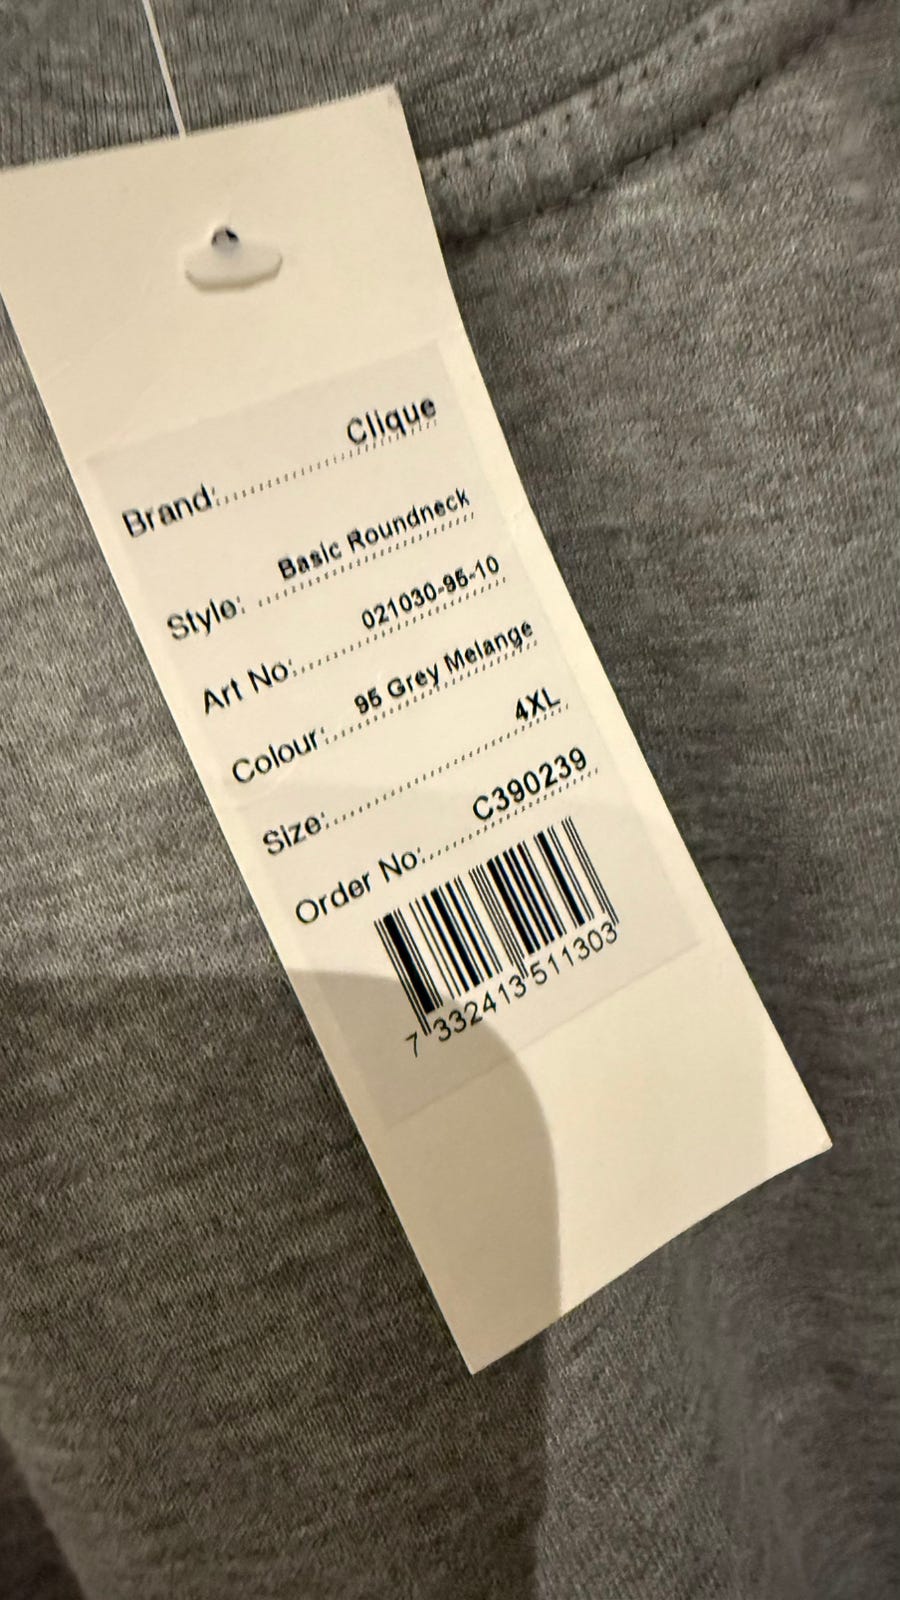 Brand: Clique
Style: Basic Roundneck
Art No: 021030-95-10
Colour: 95 Grey Melange
Size: 4XL
Order No: C390239
7 332413 511303